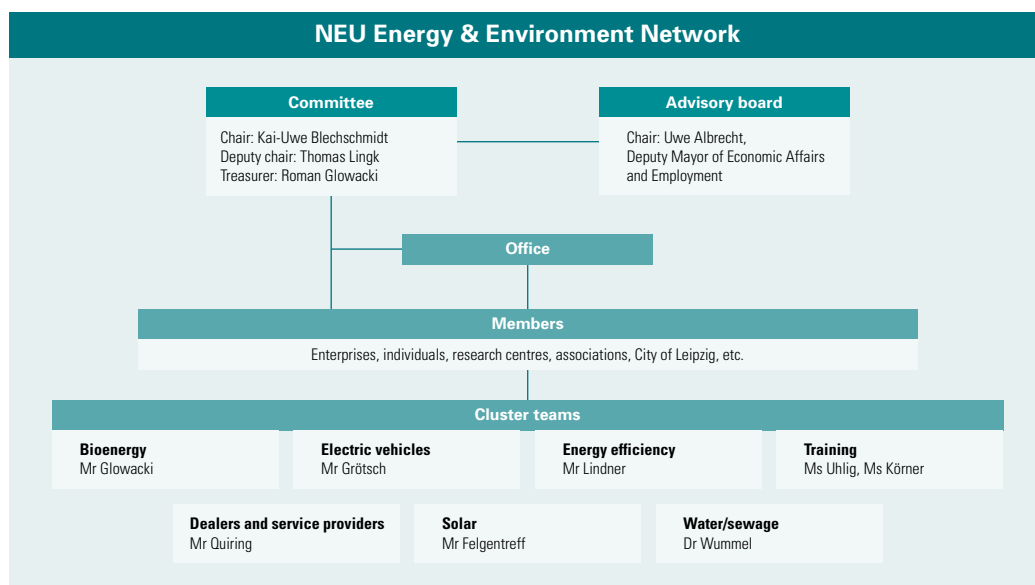 NEU Energy & Environment Network
Committee
Chair: Kai-Uwe Blechschmidt
Deputy chair: Thomas Lingk
Treasurer: Roman Glowacki
Advisory board
Chair: Uwe Albrecht,
Deputy Mayor of Economic Affairs
and Employment
Office
Members
Enterprises, individuals, research centres, associations, City of Leipzig, etc.
Cluster teams
Bioenergy
Mr Glowacki
Electric vehicles
Mr Grötsch
Energy efficiency
Mr Lindner
Training
Ms Uhlig, Ms Körner
Dealers and service providers
Mr Quiring
Solar
Mr Felgentreff
Water/sewage
Dr Wummel